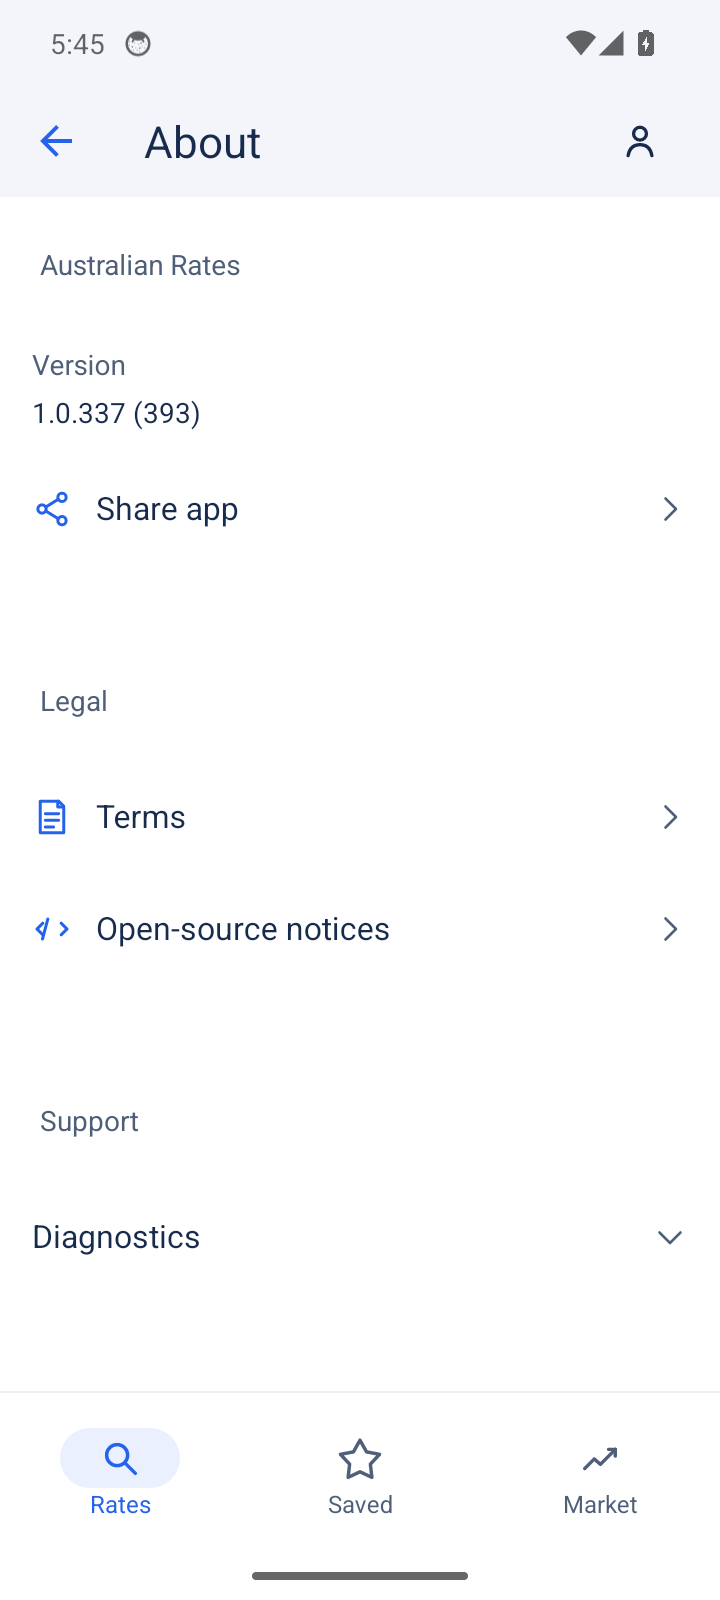 5:45
About
Australian Rates
Version
1.0.337 (393)
Share app
Legal
Terms
Open-source notices
Support
Diagnostics
Rates
Saved
Market